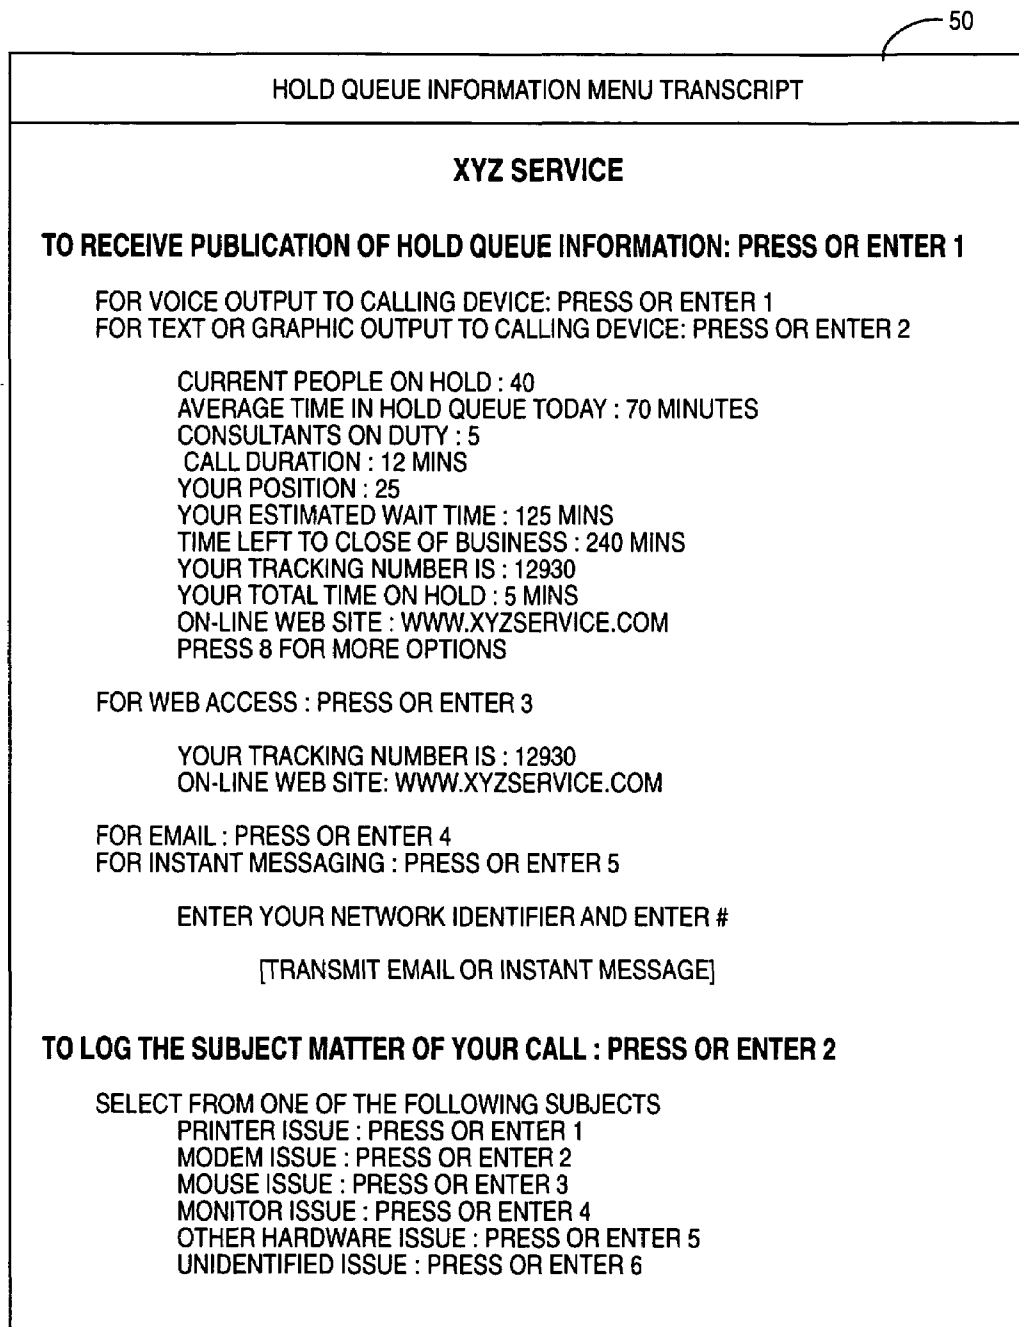 50
HOLD QUEUE INFORMATION MENU TRANSCRIPT
XYZ SERVICE
TO RECEIVE PUBLICATION OF HOLD QUEUE INFORMATION: PRESS OR ENTER 1
FOR VOICE OUTPUT TO CALLING DEVICE: PRESS OR ENTER 1
FOR TEXT OR GRAPHIC OUTPUT TO CALLING DEVICE: PRESS OR ENTER 2
CURRENT PEOPLE ON HOLD : 40
AVERAGE TIME IN HOLD QUEUE TODAY : 70 MINUTES
CONSULTANTS ON DUTY : 5
CALL DURATION : 12 MINS
YOUR POSITION : 25
YOUR ESTIMATED WAIT TIME : 125 MINS
TIME LEFT TO CLOSE OF BUSINESS : 240 MINS
YOUR TRACKING NUMBER IS : 12930
YOUR TOTAL TIME ON HOLD : 5 MINS
ON-LINE WEB SITE : WWW.XYZSERVICE.COM
PRESS 8 FOR MORE OPTIONS
FOR WEB ACCESS : PRESS OR ENTER 3
YOUR TRACKING NUMBER IS : 12930
ON-LINE WEB SITE: WWW.XYZSERVICE.COM
FOR EMAIL : PRESS OR ENTER 4
FOR INSTANT MESSAGING : PRESS OR ENTER 5
ENTER YOUR NETWORK IDENTIFIER AND ENTER #
[TRANSMIT EMAIL OR INSTANT MESSAGE]
TO LOG THE SUBJECT MATTER OF YOUR CALL : PRESS OR ENTER 2
SELECT FROM ONE OF THE FOLLOWING SUBJECTS
PRINTER ISSUE : PRESS OR ENTER 1
MODEM ISSUE : PRESS OR ENTER 2
MOUSE ISSUE : PRESS OR ENTER 3
MONITOR ISSUE : PRESS OR ENTER 4
OTHER HARDWARE ISSUE : PRESS OR ENTER 5
UNIDENTIFIED ISSUE : PRESS OR ENTER 6